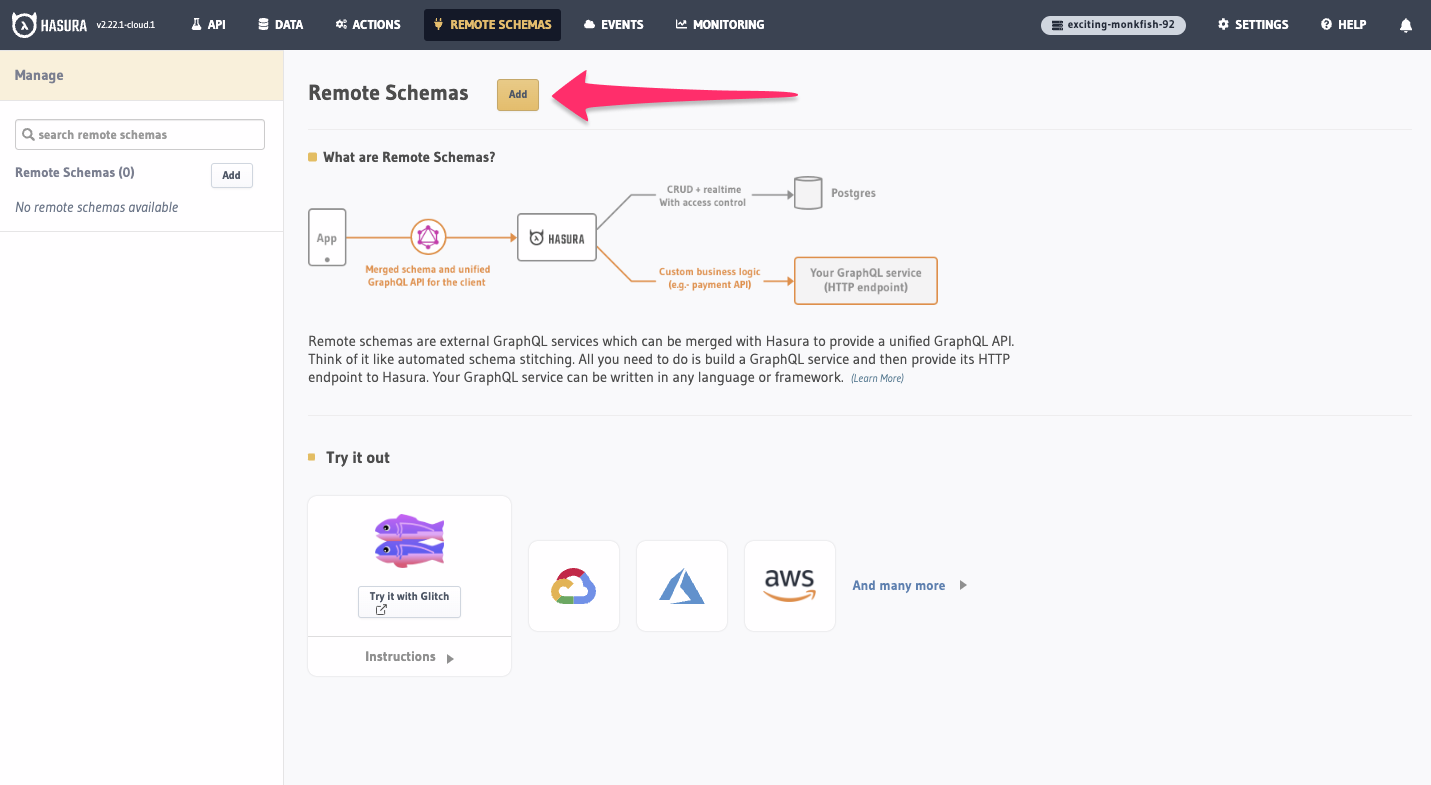 HASURA v2.22.1-cloud.1 API DATA ACTIONS REMOTE SCHEMAS EVENTS MONITORING exciting-monkfish-92 SETTINGS HELP
Manage
search remote schemas
Remote Schemas (0) Add
No remote schemas available
Remote Schemas Add
What are Remote Schemas?
App
Merged schema and unified
GraphQL API for the client
HASURA
CRUD + realtime
With access control
Postgres
Custom business logic
(e.g.- payment API)
Your GraphQL service
(HTTP endpoint)
Remote schemas are external GraphQL services which can be merged with Hasura to provide a unified GraphQL API.
Think of it like automated schema stitching. All you need to do is build a GraphQL service and then provide its HTTP
endpoint to Hasura. Your GraphQL service can be written in any language or framework. (Learn More)
Try it out
Try it with Glitch
Instructions
aws
And many more